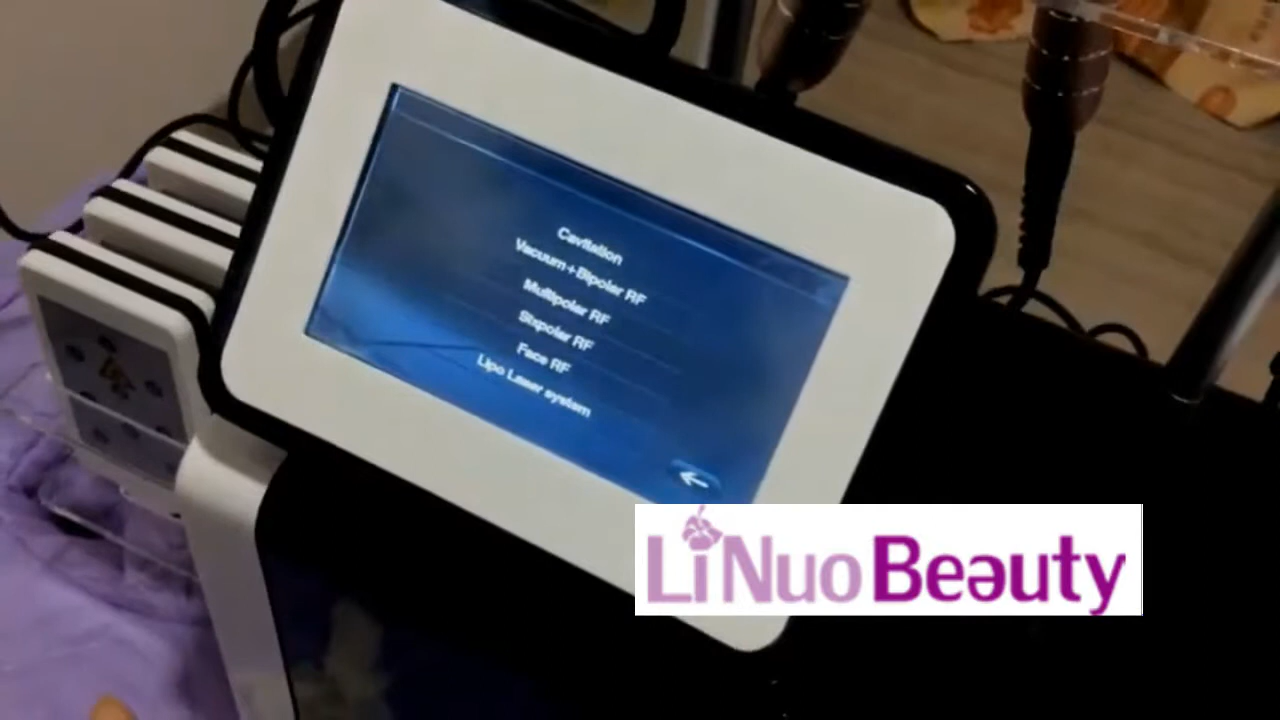 Cavitation
Vacuum+Bipolar RF
Multipolar RF
Sixpolar RF
Face RF
Lipo Laser system
LiNuo Beauty